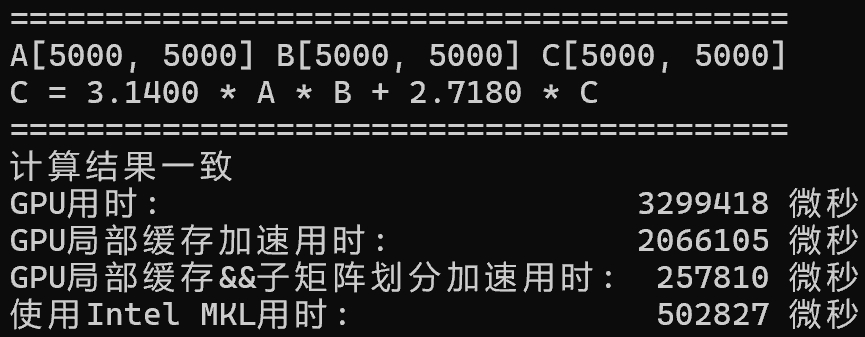 =========================================
A[5000, 5000] B[5000, 5000] C[5000, 5000]
C = 3.1400 * A * B + 2.7180 * C
=========================================
计算结果一致
GPU用时: 3299418 微秒
GPU局部缓存加速用时: 2066105 微秒
GPU局部缓存&&子矩阵划分加速用时: 257810 微秒
使用Intel MKL用时: 502827 微秒